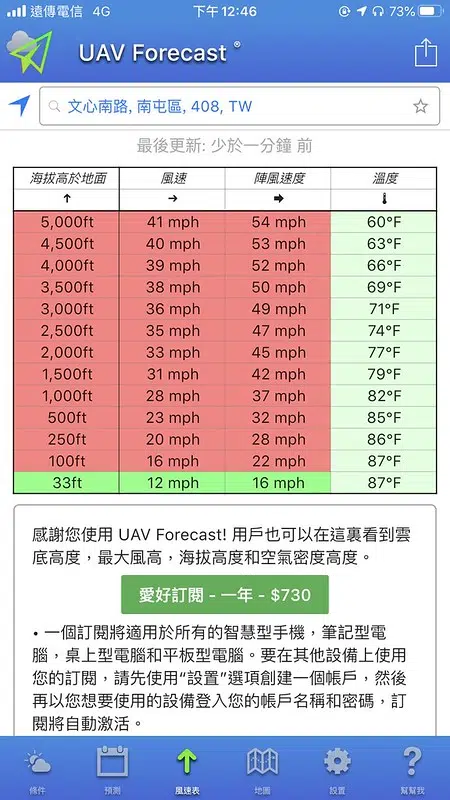 遠傳電信 4G 下午 12:46 73%
UAV Forecast ®
文心南路, 南屯區, 408, TW
最後更新: 少於一分鐘 前
海拔高於地面 風速 陣風速度 溫度
5,000ft 41 mph 54 mph 60°F
4,500ft 40 mph 53 mph 63°F
4,000ft 39 mph 52 mph 66°F
3,500ft 38 mph 50 mph 69°F
3,000ft 36 mph 49 mph 71°F
2,500ft 35 mph 47 mph 74°F
2,000ft 33 mph 45 mph 77°F
1,500ft 31 mph 42 mph 79°F
1,000ft 28 mph 37 mph 82°F
500ft 23 mph 32 mph 85°F
250ft 20 mph 28 mph 86°F
100ft 16 mph 22 mph 87°F
33ft 12 mph 16 mph 87°F
感謝您使用 UAV Forecast! 用戶也可以在這裏看到雲
底高度，最大風高，海拔高度和空氣密度高度。
愛好訂閱 - 一年 - $730
• 一個訂閱將適用於所有的智慧型手機，筆記型電
腦，桌上型電腦和平板型電腦。要在其他設備上使用
您的訂閱，請先使用“設置”選項創建一個帳戶，然後
再以您想要使用的設備登入您的帳戶名稱和密碼，訂
閱將自動激活。
條件 預測 風速表 地圖 設置 幫幫我